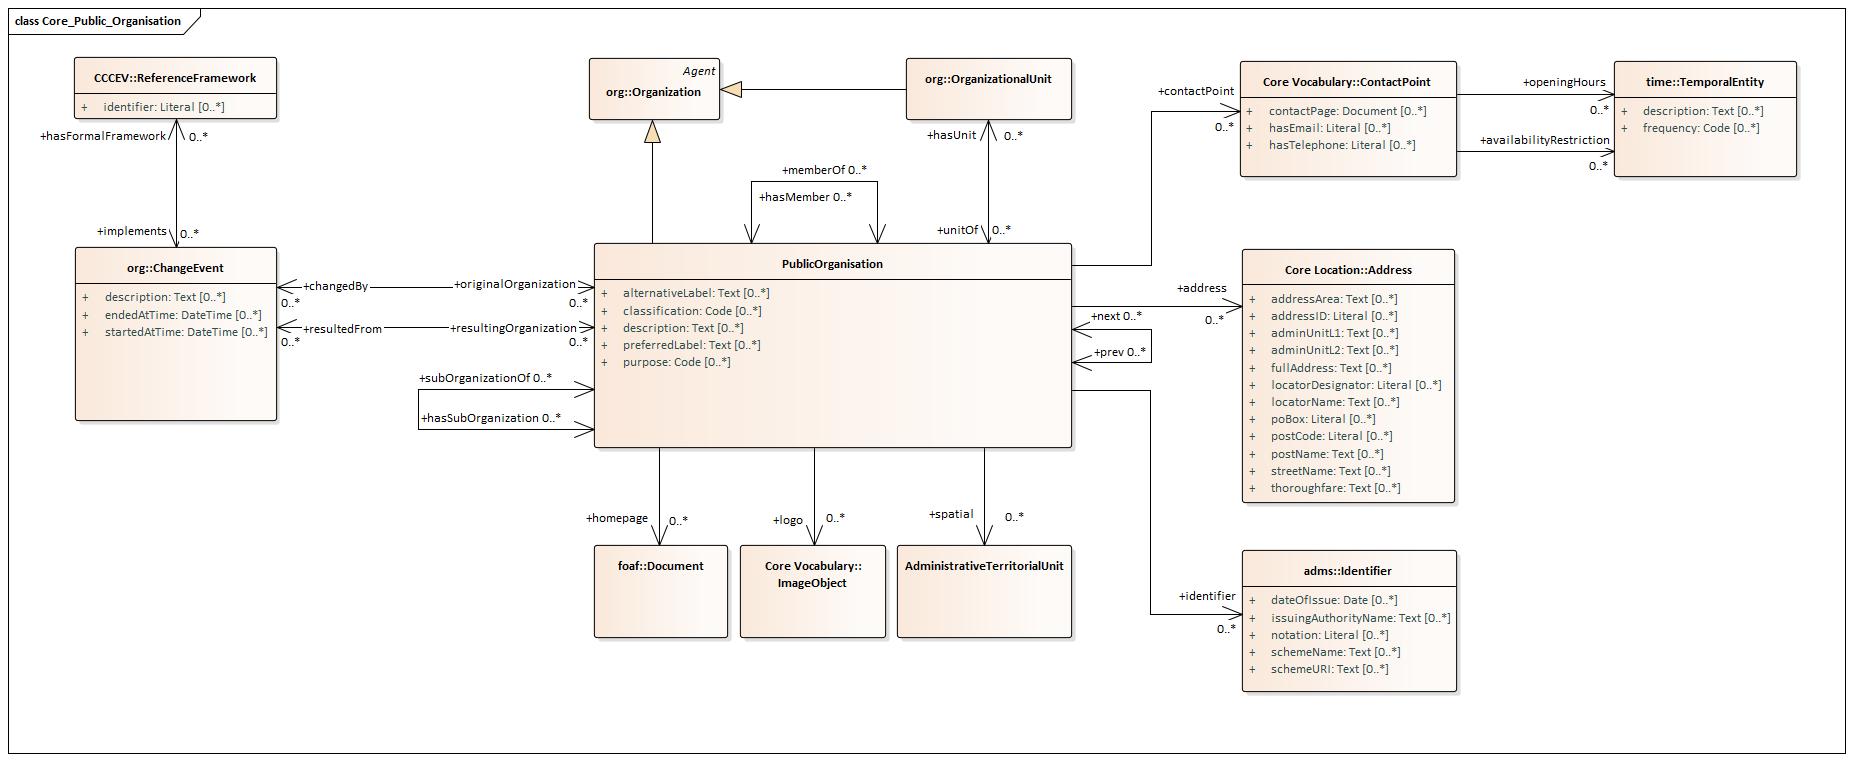 class Core_Public_Organisation
CCCEV::ReferenceFramework
+ identifier: Literal [0..*]
+hasFormalFramework 0..*
+implements 0..*
org::ChangeEvent
+ description: Text [0..*]
+ endedAtTime: DateTime [0..*]
+ startedAtTime: DateTime [0..*]
+changedBy +originalOrganization
0..* 0..*
+resultedFrom +resultingOrganization
0..* 0..*
Agent
org::Organization
org::OrganizationalUnit
+hasUnit 0..*
+memberOf 0..*
+hasMember 0..*
+unitOf 0..*
PublicOrganisation
+ alternativeLabel: Text [0..*]
+ classification: Code [0..*]
+ description: Text [0..*]
+ preferredLabel: Text [0..*]
+ purpose: Code [0..*]
+subOrganizationOf 0..*
+hasSubOrganization 0..*
+next 0..*
+prev 0..*
+homepage 0..*
+logo 0..*
+spatial 0..*
foaf::Document
Core Vocabulary::
ImageObject
AdministrativeTerritorialUnit
+contactPoint
0..*
Core Vocabulary::ContactPoint
+ contactPage: Document [0..*]
+ hasEmail: Literal [0..*]
+ hasTelephone: Literal [0..*]
+openingHours
0..*
+availabilityRestriction
0..*
time::TemporalEntity
+ description: Text [0..*]
+ frequency: Code [0..*]
+address
0..*
Core Location::Address
+ addressArea: Text [0..*]
+ addressID: Literal [0..*]
+ adminUnitL1: Text [0..*]
+ adminUnitL2: Text [0..*]
+ fullAddress: Text [0..*]
+ locatorDesignator: Literal [0..*]
+ locatorName: Text [0..*]
+ poBox: Literal [0..*]
+ postCode: Literal [0..*]
+ postName: Text [0..*]
+ streetName: Text [0..*]
+ thoroughfare: Text [0..*]
+identifier
0..*
adms::Identifier
+ dateOfIssue: Date [0..*]
+ issuingAuthorityName: Text [0..*]
+ notation: Literal [0..*]
+ schemeName: Text [0..*]
+ schemeURI: Text [0..*]